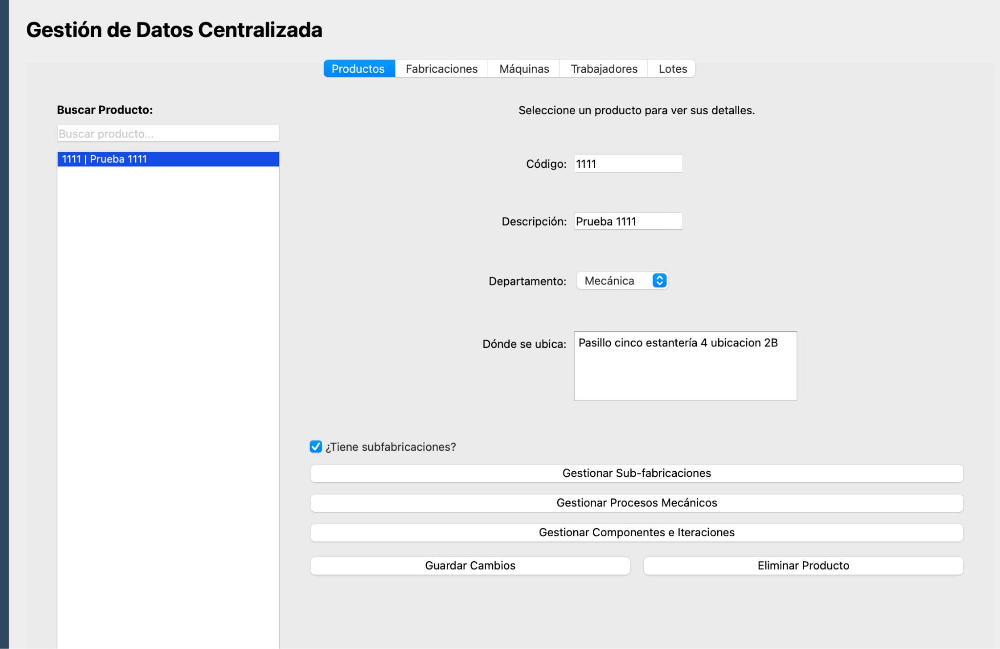 Gestión de Datos Centralizada
Productos Fabricaciones Máquinas Trabajadores Lotes
Buscar Producto:
Buscar producto...
1111 | Prueba 1111
Seleccione un producto para ver sus detalles.
Código: 1111
Descripción: Prueba 1111
Departamento: Mecánica
Dónde se ubica: Pasillo cinco estantería 4 ubicacion 2B
¿Tiene subfabricaciones?
Gestionar Sub-fabricaciones
Gestionar Procesos Mecánicos
Gestionar Componentes e Iteraciones
Guardar Cambios Eliminar Producto